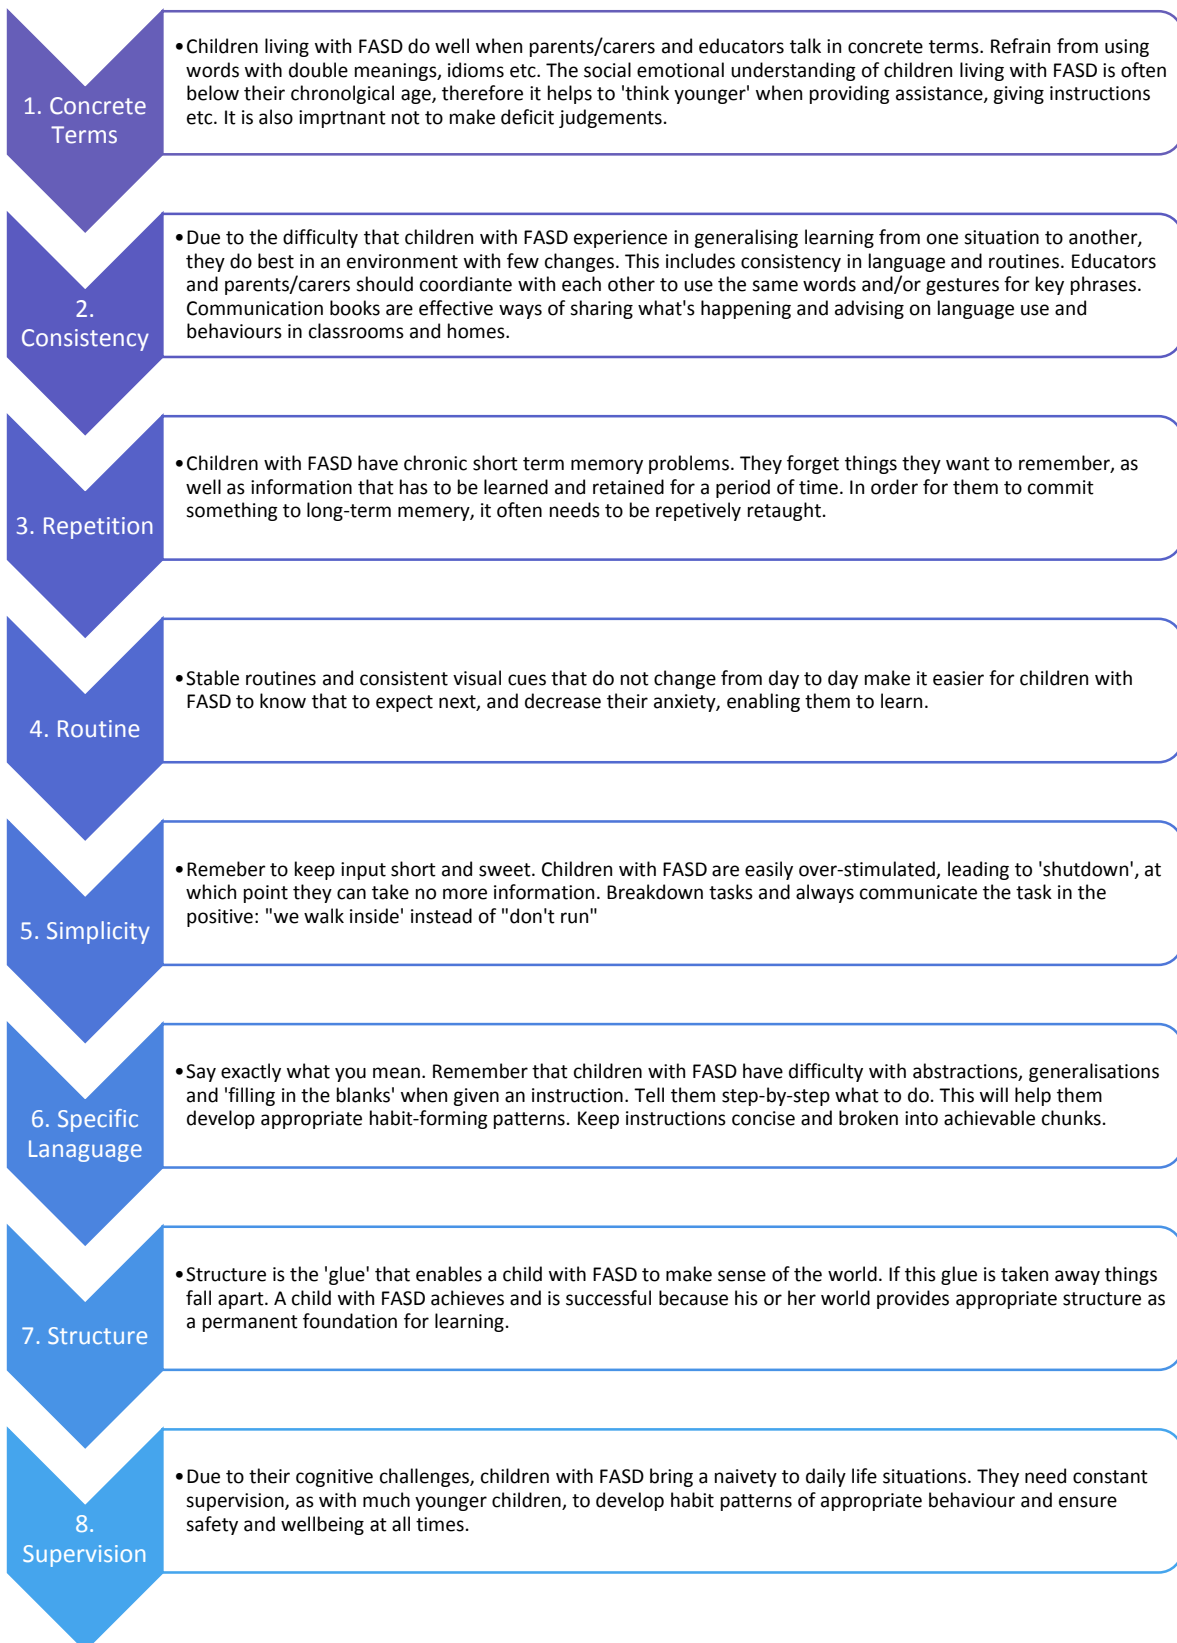 1. Concrete
Terms
•Children living with FASD do well when parents/carers and educators talk in concrete terms. Refrain from using
words with double meanings, idioms etc. The social emotional understanding of children living with FASD is often
below their chronolgical age, therefore it helps to 'think younger' when providing assistance, giving instructions
etc. It is also imprtnant not to make deficit judgements.
2.
Consistency
•Due to the difficulty that children with FASD experience in generalising learning from one situation to another,
they do best in an environment with few changes. This includes consistency in language and routines. Educators
and parents/carers should coordiante with each other to use the same words and/or gestures for key phrases.
Communication books are effective ways of sharing what's happening and advising on language use and
behaviours in classrooms and homes.
3. Repetition
•Children with FASD have chronic short term memory problems. They forget things they want to remember, as
well as information that has to be learned and retained for a period of time. In order for them to commit
something to long-term memery, it often needs to be repetively retaught.
4. Routine
•Stable routines and consistent visual cues that do not change from day to day make it easier for children with
FASD to know that to expect next, and decrease their anxiety, enabling them to learn.
5. Simplicity
•Remeber to keep input short and sweet. Children with FASD are easily over-stimulated, leading to 'shutdown', at
which point they can take no more information. Breakdown tasks and always communicate the task in the
positive: "we walk inside' instead of "don't run"
6. Specific
Lanaguage
•Say exactly what you mean. Remember that children with FASD have difficulty with abstractions, generalisations
and 'filling in the blanks' when given an instruction. Tell them step-by-step what to do. This will help them
develop appropriate habit-forming patterns. Keep instructions concise and broken into achievable chunks.
7. Structure
•Structure is the 'glue' that enables a child with FASD to make sense of the world. If this glue is taken away things
fall apart. A child with FASD achieves and is successful because his or her world provides appropriate structure as
a permanent foundation for learning.
8.
Supervision
•Due to their cognitive challenges, children with FASD bring a naivety to daily life situations. They need constant
supervision, as with much younger children, to develop habit patterns of appropriate behaviour and ensure
safety and wellbeing at all times.